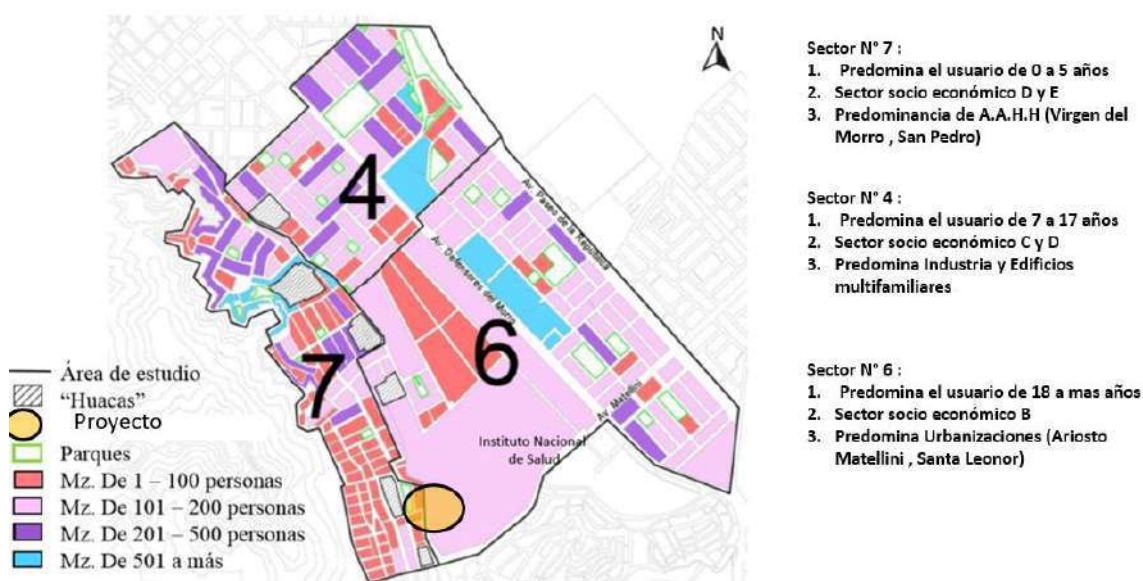 N
4
6
7
Av. Paseo de la República
Av. Defensores del Morro
Av. Matellini
Instituto Nacional
de Salud
Área de estudio
"Huacas"
Proyecto
Parques
Mz. De 1 – 100 personas
Mz. De 101 – 200 personas
Mz. De 201 – 500 personas
Mz. De 501 a más
Sector N° 7 :
1. Predomina el usuario de 0 a 5 años
2. Sector socio económico D y E
3. Predominancia de A.A.H.H (Virgen del
Morro , San Pedro)
Sector N° 4 :
1. Predomina el usuario de 7 a 17 años
2. Sector socio económico C y D
3. Predomina Industria y Edificios
multifamiliares
Sector N° 6 :
1. Predomina el usuario de 18 a mas años
2. Sector socio económico B
3. Predomina Urbanizaciones (Ariosto
Matellini , Santa Leonor)